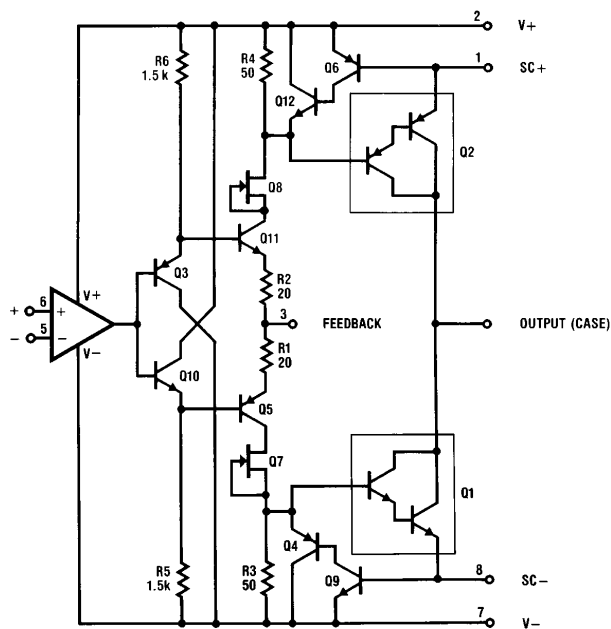 2 V+
R6
1.5 k
R4
50
Q6
1 SC+
Q12
Q2
Q8
Q11
Q3
R2
20
V+
+ 6 +
3 FEEDBACK
OUTPUT (CASE)
− 5 −
V−
R1
20
Q10
Q5
Q7
Q1
Q4
R5
1.5k
R3
50
Q9
8 SC−
7 V−